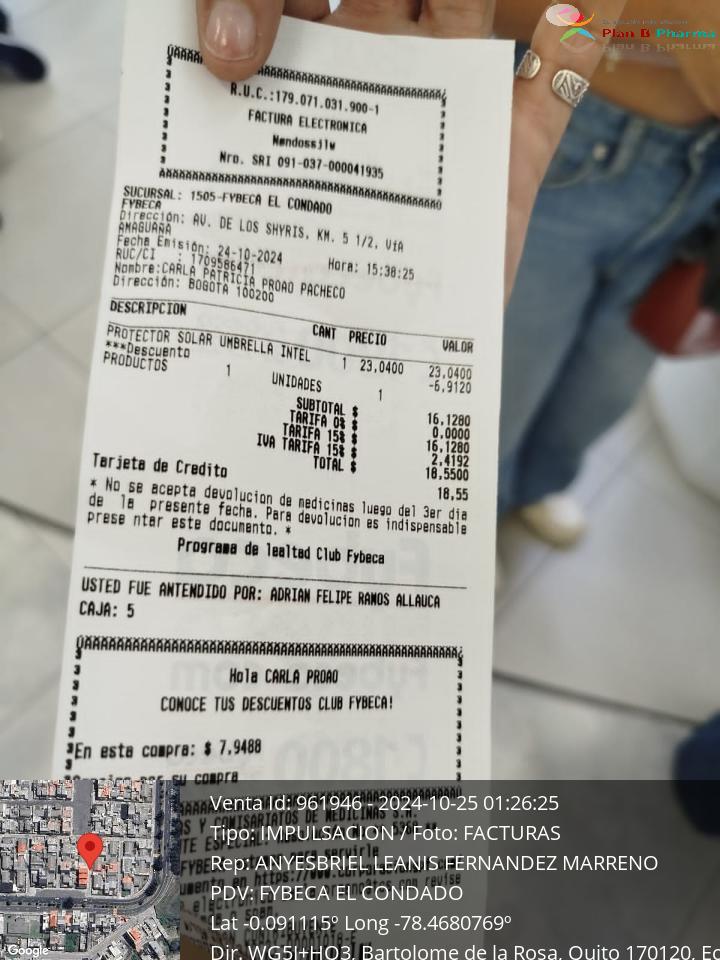 Plan B Pharma
R.U.C.:179.071.031.900-1
FACTURA ELECTRONICA
Nro. SRI 091-037-000041935
SUCURSAL: 1505-FYBECA EL CONDADO
FYBECA
Dirección: AV. DE LOS SHYRIS, KM. 5 1/2, VíA
AMAGUAÑA
Fecha Emisión: 24-10-2024 Hora: 15:38:25
RUC/CI : 1709586471
Nombre:CARLA PATRICIA PROAO PACHECO
Dirección: BOGOTA 100200
DESCRIPCION CANT PRECIO VALOR
PROTECTOR SOLAR UMBRELLA INTEL 1 23,0400 23,0400
***Descuento -6,9120
PRODUCTOS 1 UNIDADES 1
SUBTOTAL $ 16,1280
TARIFA 0% $ 0.0000
TARIFA 15% $ 16,1280
IVA TARIFA 15% $ 2,4192
TOTAL $ 18,5500
Tarjeta de Credito 18,55
* No se acepta devolucion de medicinas luego del 3er dia
de la presente fecha. Para devolucion es indispensable
prese ntar este documento. *
Programa de lealtad Club Fybeca
USTED FUE ANTENDIDO POR: ADRIAN FELIPE RAMOS ALLAUCA
CAJA: 5
Hola CARLA PROAO
CONOCE TUS DESCUENTOS CLUB FYBECA!
En esta compra: $ 7,9488
su compra
Venta Id: 961946 - 2024-10-25 01:26:25
Tipo: IMPULSACION / Foto: FACTURAS
Rep: ANYESBRIEL LEANIS FERNANDEZ MARRENO
PDV: FYBECA EL CONDADO
Lat -0.091115º Long -78.4680769º
Dir. WG5J+HQ3, Bartolome de la Rosa, Quito 170120, Ec
Google